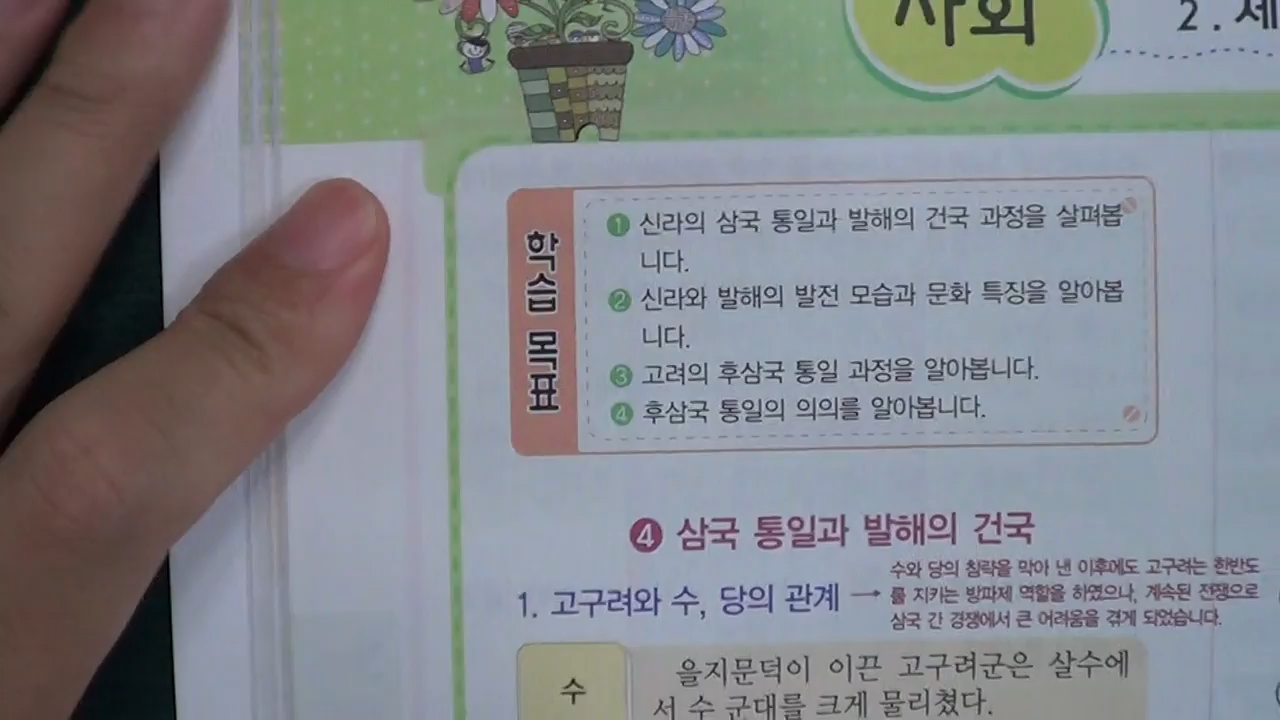 사회
2. 세
학습 목표
1 신라의 삼국 통일과 발해의 건국 과정을 살펴봅
니다.
2 신라와 발해의 발전 모습과 문화 특징을 알아봅
니다.
3 고려의 후삼국 통일 과정을 알아봅니다.
4 후삼국 통일의 의의를 알아봅니다.
4 삼국 통일과 발해의 건국
1. 고구려와 수, 당의 관계 →
수와 당의 침략을 막아 낸 이후에도 고구려는 한반도
를 지키는 방파제 역할을 하였으나, 계속된 전쟁으로
삼국 간 경쟁에서 큰 어려움을 겪게 되었습니다.
수
을지문덕이 이끈 고구려군은 살수에
서 수 군대를 크게 물리쳤다.